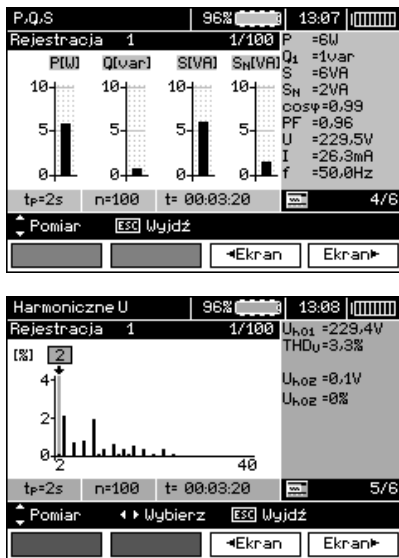 P,Q,S 96% 13:07
Rejestracja 1 1/100
P[W] Q[var] S[VA] SN[VA]
10 10 10 10
5 5 5 5
0 0 0 0
P =6W
Q1 =1var
S =6VA
SN =2VA
cosφ=0,99
PF =0,96
U =229,5V
I =26,3mA
f =50,0Hz
tP=2s n=100 t= 00:03:20 4/6
Pomiar ESC Wyjdź
◄Ekran Ekran►
Harmoniczne U 96% 13:08
Rejestracja 1 1/100
[%] 2
4
2
0
2 40
Uh01 =229,4V
THDU=3,3%
Uh02 =0,1V
Uh02 =0%
tP=2s n=100 t= 00:03:20 5/6
Pomiar Wybierz ESC Wyjdź
◄Ekran Ekran►